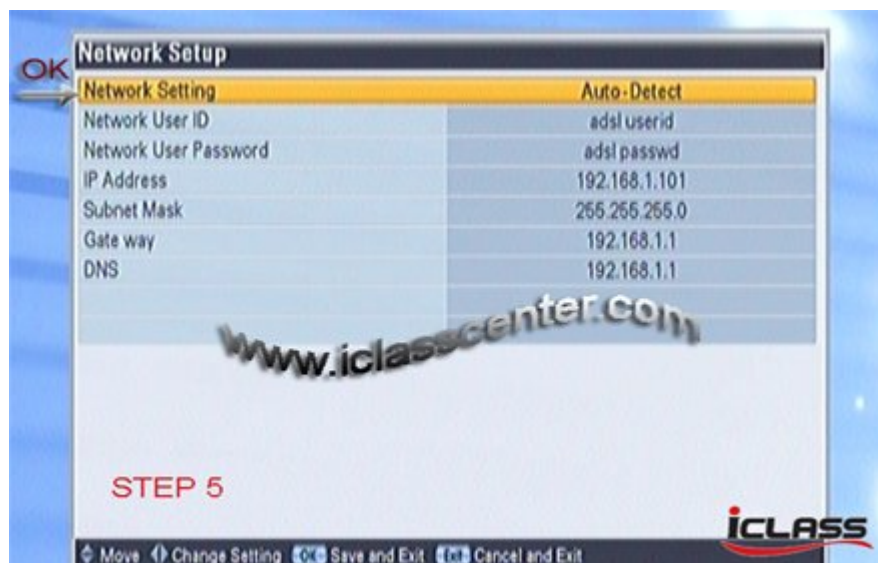 Network Setup
OK
Network Setting Auto-Detect
Network User ID adsl userid
Network User Password adsl passwd
IP Address 192.168.1.101
Subnet Mask 255.255.255.0
Gate way 192.168.1.1
DNS 192.168.1.1
www.iclasscenter.com
STEP 5
iCLASS
Move Change Setting OK Save and Exit Exit Cancel and Exit